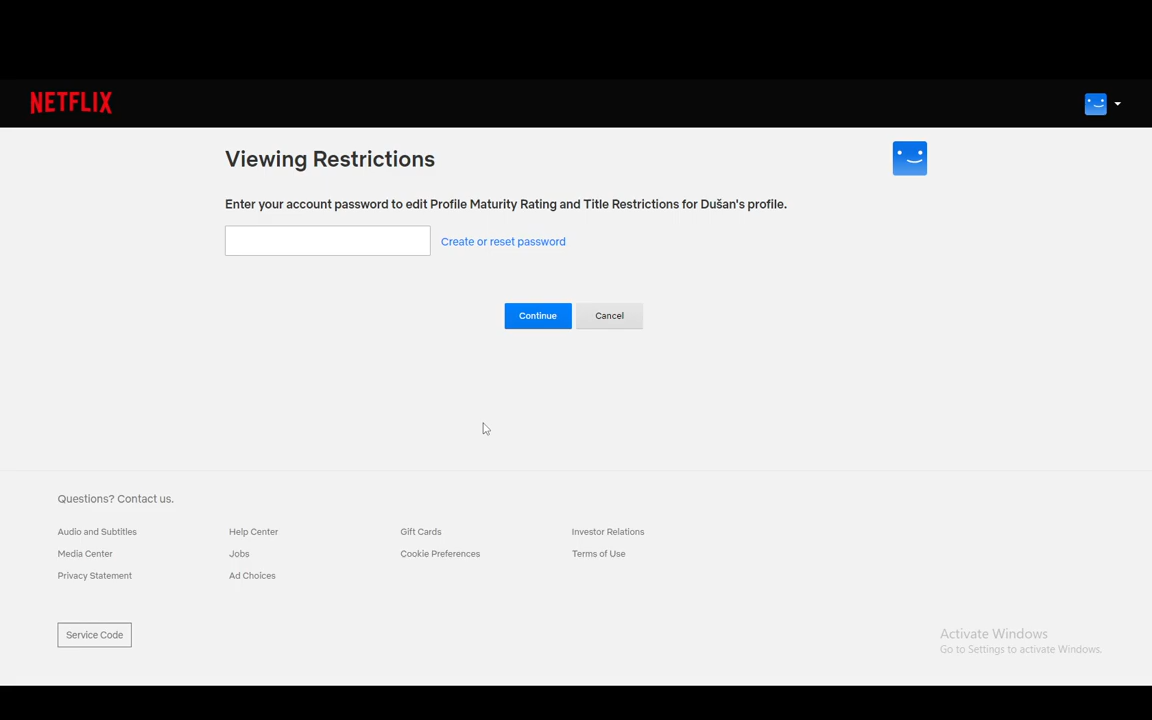 NETFLIX
Viewing Restrictions
Enter your account password to edit Profile Maturity Rating and Title Restrictions for Dušan's profile.
Create or reset password
Continue Cancel
Questions? Contact us.
Audio and Subtitles Help Center Gift Cards Investor Relations
Media Center Jobs Cookie Preferences Terms of Use
Privacy Statement Ad Choices
Service Code
Activate Windows
Go to Settings to activate Windows.